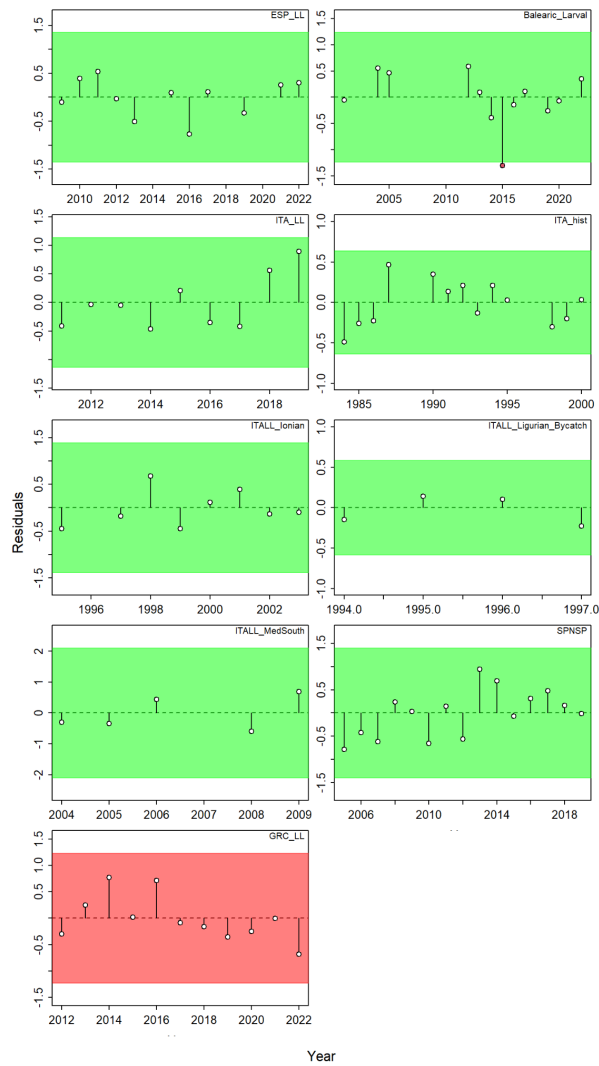 ESP_LL
1.5
0.5
-0.5
-1.5
2010 2012 2014 2016 2018 2020 2022
Balearic_Larval
1.5
0.5
-0.5
-1.5
2005 2010 2015 2020
ITA_LL
1.5
1.0
0.5
0.0
-0.5
-1.5
2012 2014 2016 2018
ITA_hist
1.0
0.5
0.0
-0.5
-1.0
1985 1990 1995 2000
ITALL_Ionian
1.5
0.5
-0.5
-1.5
1996 1998 2000 2002
ITALL_Ligurian_Bycatch
1.0
0.5
0.0
-0.5
-1.0
1994.0 1995.0 1996.0 1997.0
ITALL_MedSouth
2
1
0
-1
-2
2004 2005 2006 2007 2008 2009
SPNSP
1.5
0.5
-0.5
-1.5
2006 2010 2014 2018
GRC_LL
1.5
0.5
-0.5
-1.5
2012 2014 2016 2018 2020 2022
Residuals
Year